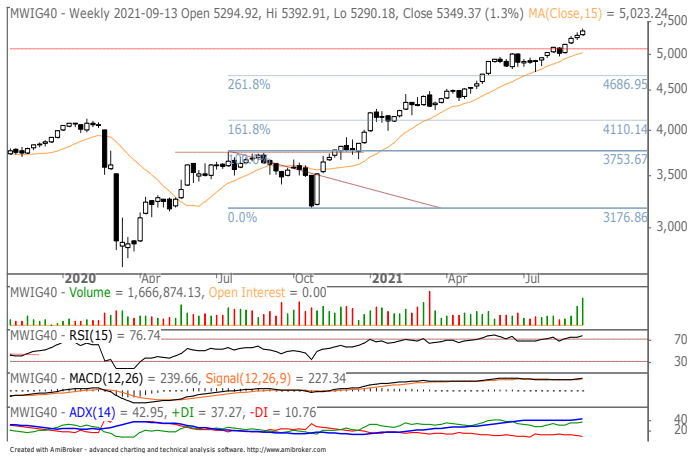 MWIG40 - Weekly 2021-09-13 Open 5294.92, Hi 5392.91, Lo 5290.18, Close 5349.37 (1.3%) MA(Close,15) = 5,023.24
5,500
5,000
261.8%
4686.95
4,500
161.8%
4110.14
4,000
3753.67
3,500
0.0%
3176.86
3,000
2020
Apr
Jul
Oct
2021
Apr
Jul
MWIG40 - Volume = 1,666,874.13, Open Interest = 0.00
MWIG40 - RSI(15) = 76.74
70
30
MWIG40 - MACD(12,26) = 239.66, Signal(12,26,9) = 227.34
MWIG40 - ADX(14) = 42.95, +DI = 37.27, -DI = 10.76
40
20
Created with AmiBroker - advanced charting and technical analysis software. http://www.amibroker.com